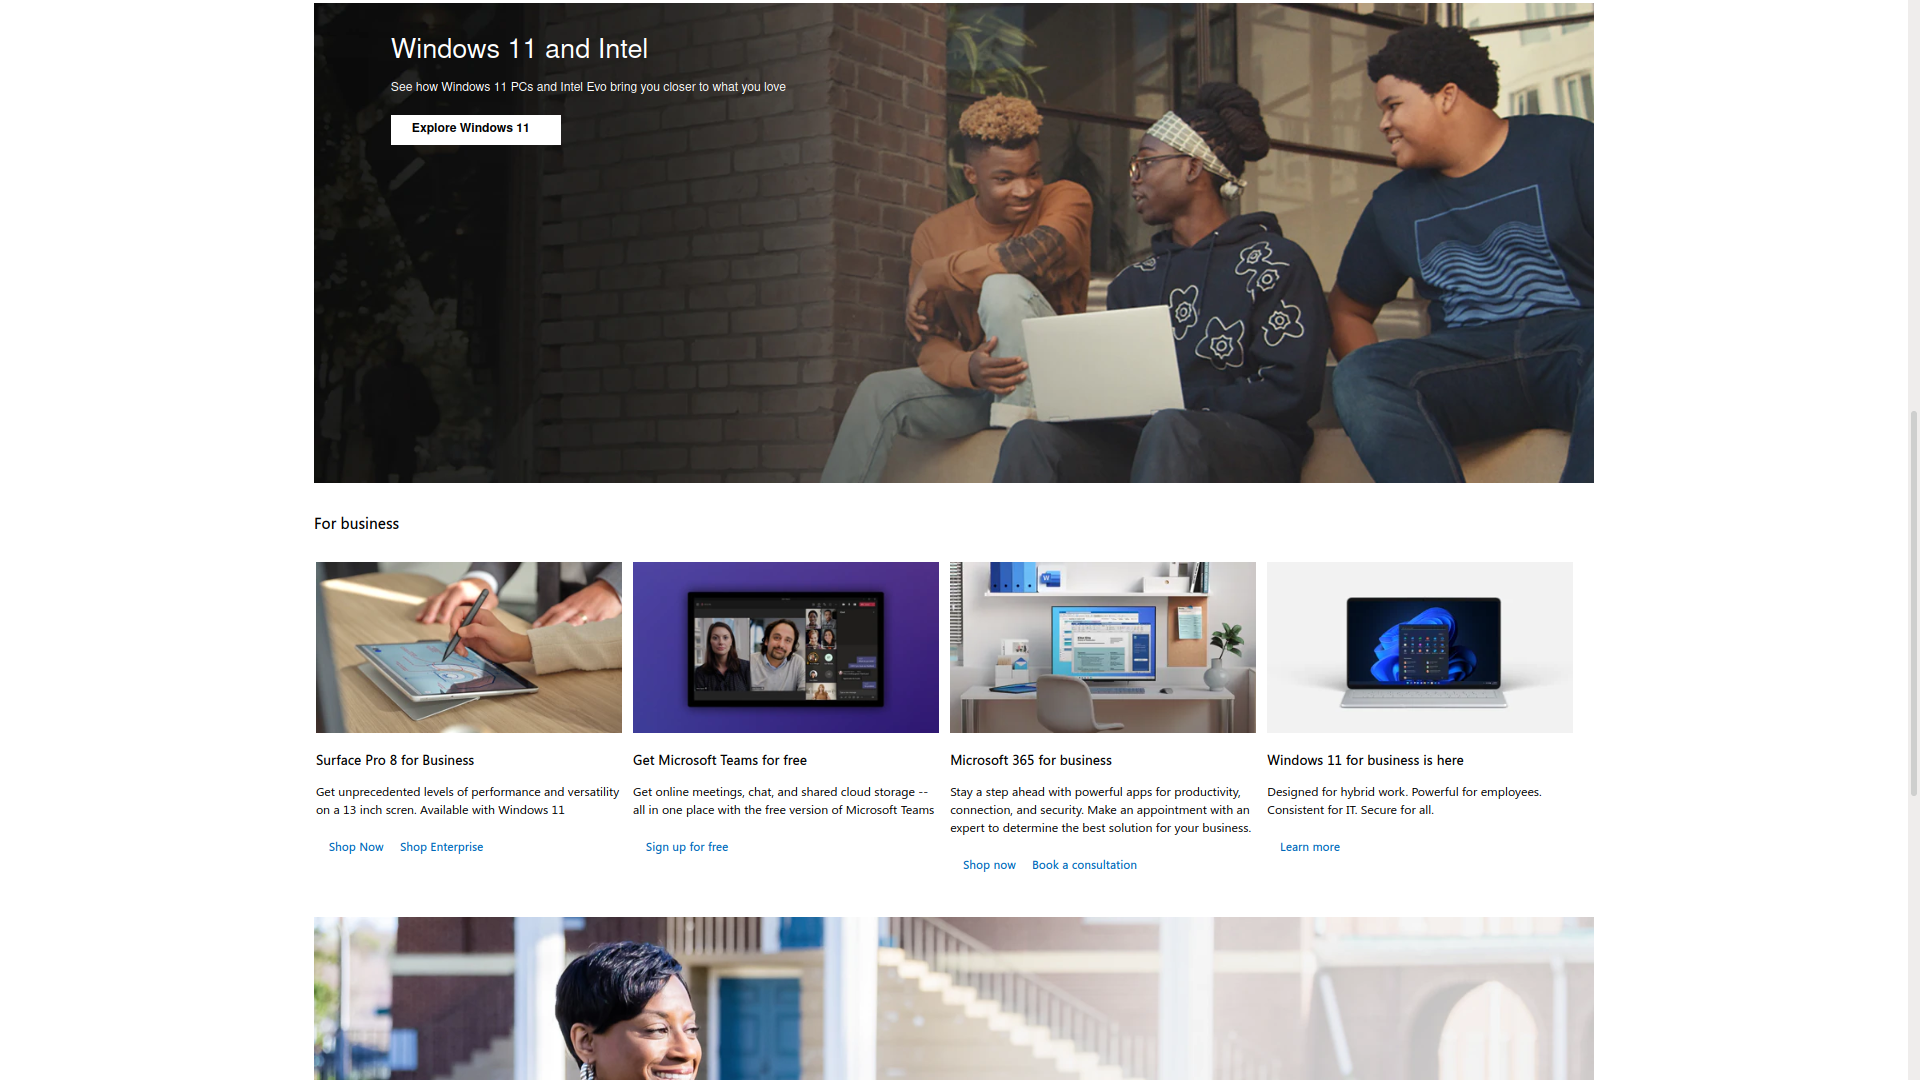 Windows 11 and Intel
See how Windows 11 PCs and Intel Evo bring you closer to what you love
Explore Windows 11
For business
Surface Pro 8 for Business
Get unprecedented levels of performance and versatility
on a 13 inch scren. Available with Windows 11
Shop Now Shop Enterprise
Get Microsoft Teams for free
Get online meetings, chat, and shared cloud storage --
all in one place with the free version of Microsoft Teams
Sign up for free
Microsoft 365 for business
Stay a step ahead with powerful apps for productivity,
connection, and security. Make an appointment with an
expert to determine the best solution for your business.
Shop now Book a consultation
Windows 11 for business is here
Designed for hybrid work. Powerful for employees.
Consistent for IT. Secure for all.
Learn more